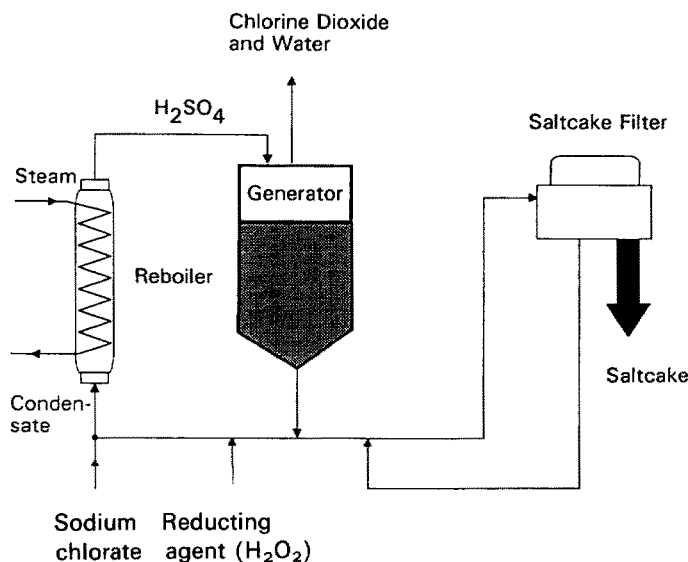 Chlorine Dioxide
and Water
H₂SO₄
Saltcake Filter
Steam
Generator
Reboiler
Saltcake
Conden-
sate
Sodium
chlorate
Reducting
agent (H₂O₂)